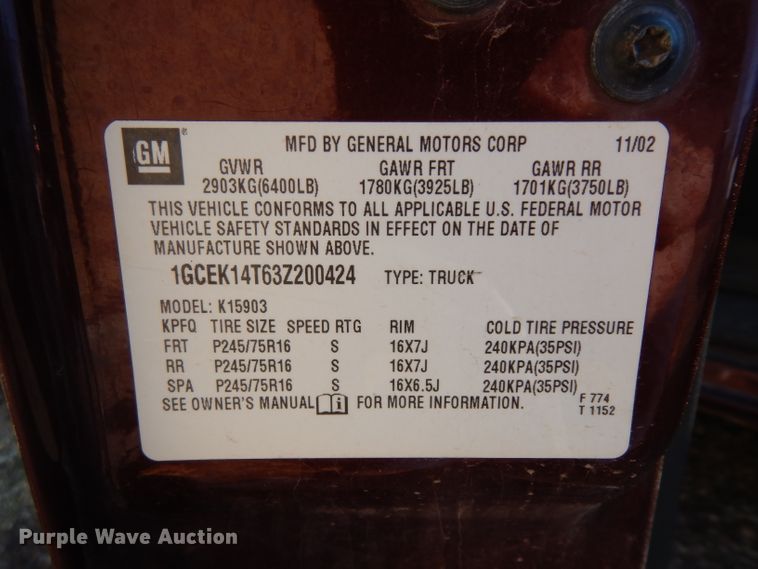 GM ® MFD BY GENERAL MOTORS CORP 11/02
GVWR GAWR FRT GAWR RR
2903KG(6400LB) 1780KG(3925LB) 1701KG(3750LB)
THIS VEHICLE CONFORMS TO ALL APPLICABLE U.S. FEDERAL MOTOR
VEHICLE SAFETY STANDARDS IN EFFECT ON THE DATE OF
MANUFACTURE SHOWN ABOVE.
1GCEK14T63Z200424 TYPE: TRUCK
MODEL: K15903
KPFQ TIRE SIZE SPEED RTG RIM COLD TIRE PRESSURE
FRT P245/75R16 S 16X7J 240KPA(35PSI)
RR P245/75R16 S 16X7J 240KPA(35PSI)
SPA P245/75R16 S 16X6.5J 240KPA(35PSI)
SEE OWNER'S MANUAL i FOR MORE INFORMATION. F 774
T 1152
Purple Wave Auction